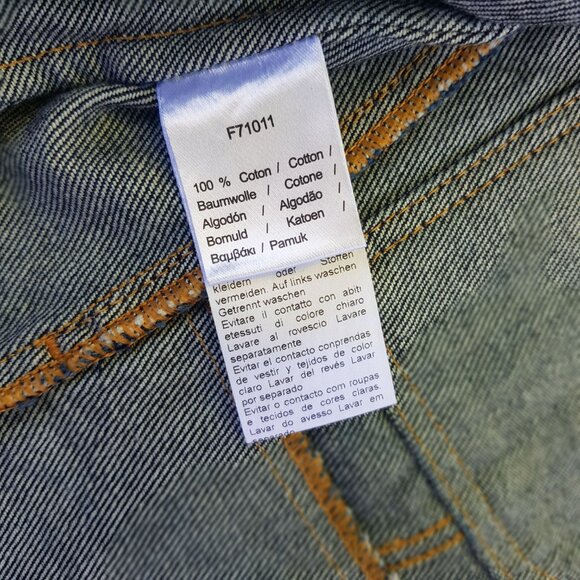 F71011
100 % Coton / Cotton /
Baumwolle / Cotone /
Algodón / Algodão /
Bomuld / Katoen /
Βαμβάκι / Pamuk
kleidern oder Stoffen
vermeiden. Auf links waschen
Getrennt waschen
Evitare il contatto con abiti
etessuti di colore chiaro
Lavare al rovescio Lavare
separatamente
Evitar el contacto conprendas
de vestir y tejidos de color
claro Lavar del revés Lavar
por separado
Evitar o contacto com roupas
e tecidos de cores claras.
Lavar do avesso Lavar em
separado